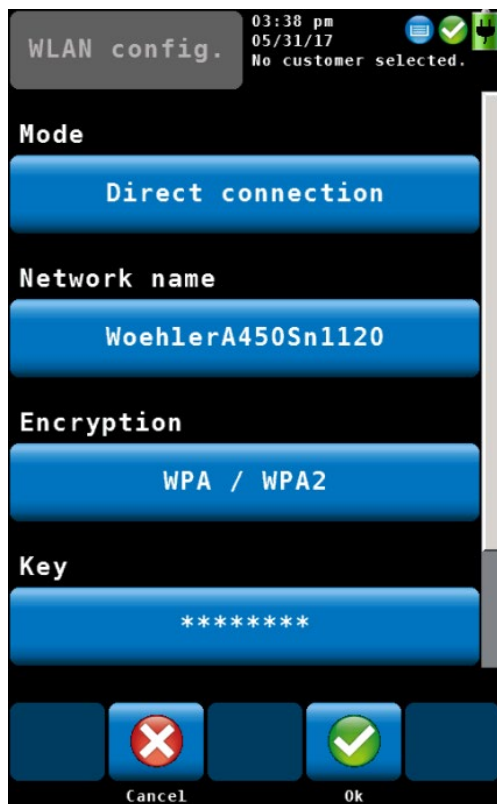 WLAN config.
03:38 pm
05/31/17
No customer selected.
Mode
Direct connection
Network name
WoehlerA450Sn1120
Encryption
WPA / WPA2
Key
********
Cancel
Ok